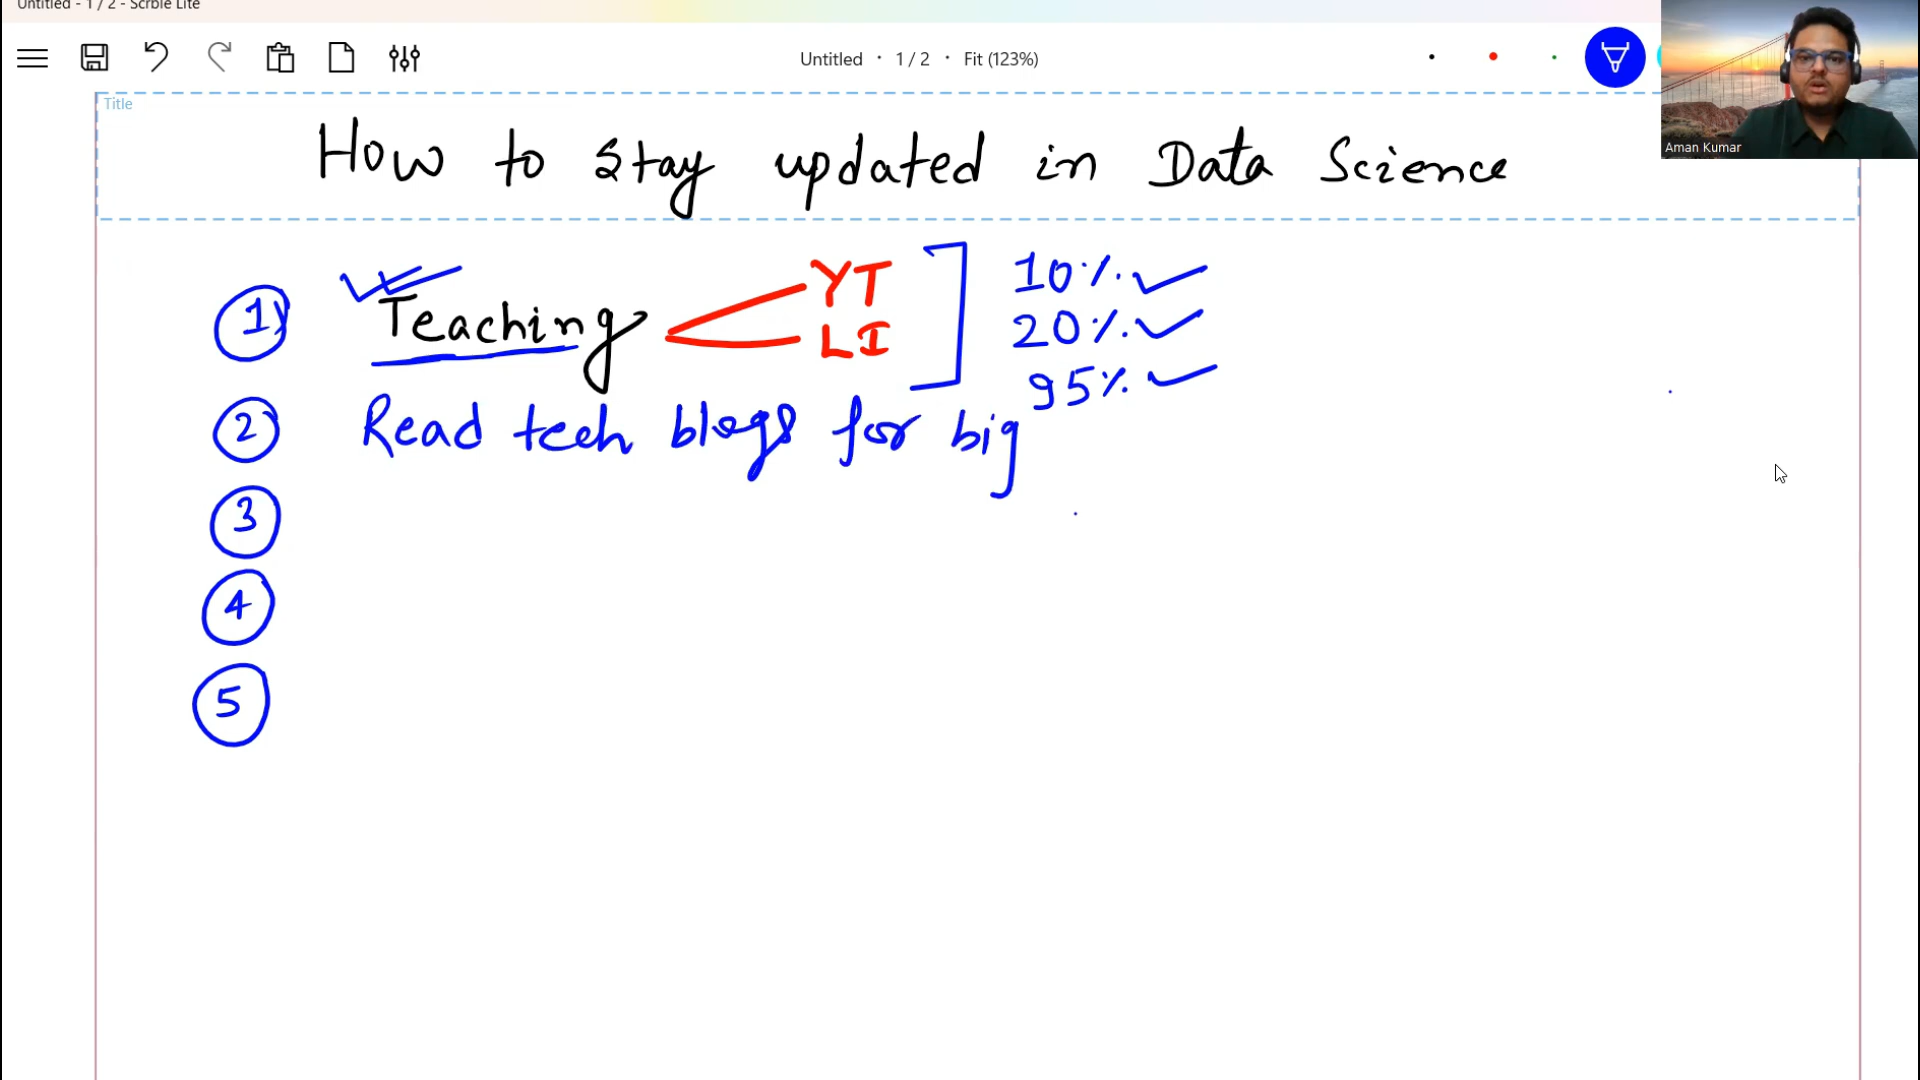 Untitled - 1 / 2 - Scrble Lite
Untitled · 1 / 2 · Fit (123%)
Aman Kumar
Title
How to stay updated in Data Science
1) Teaching YT LI 10% 20% 95%
2 Read tech blogs for big
3
4
5